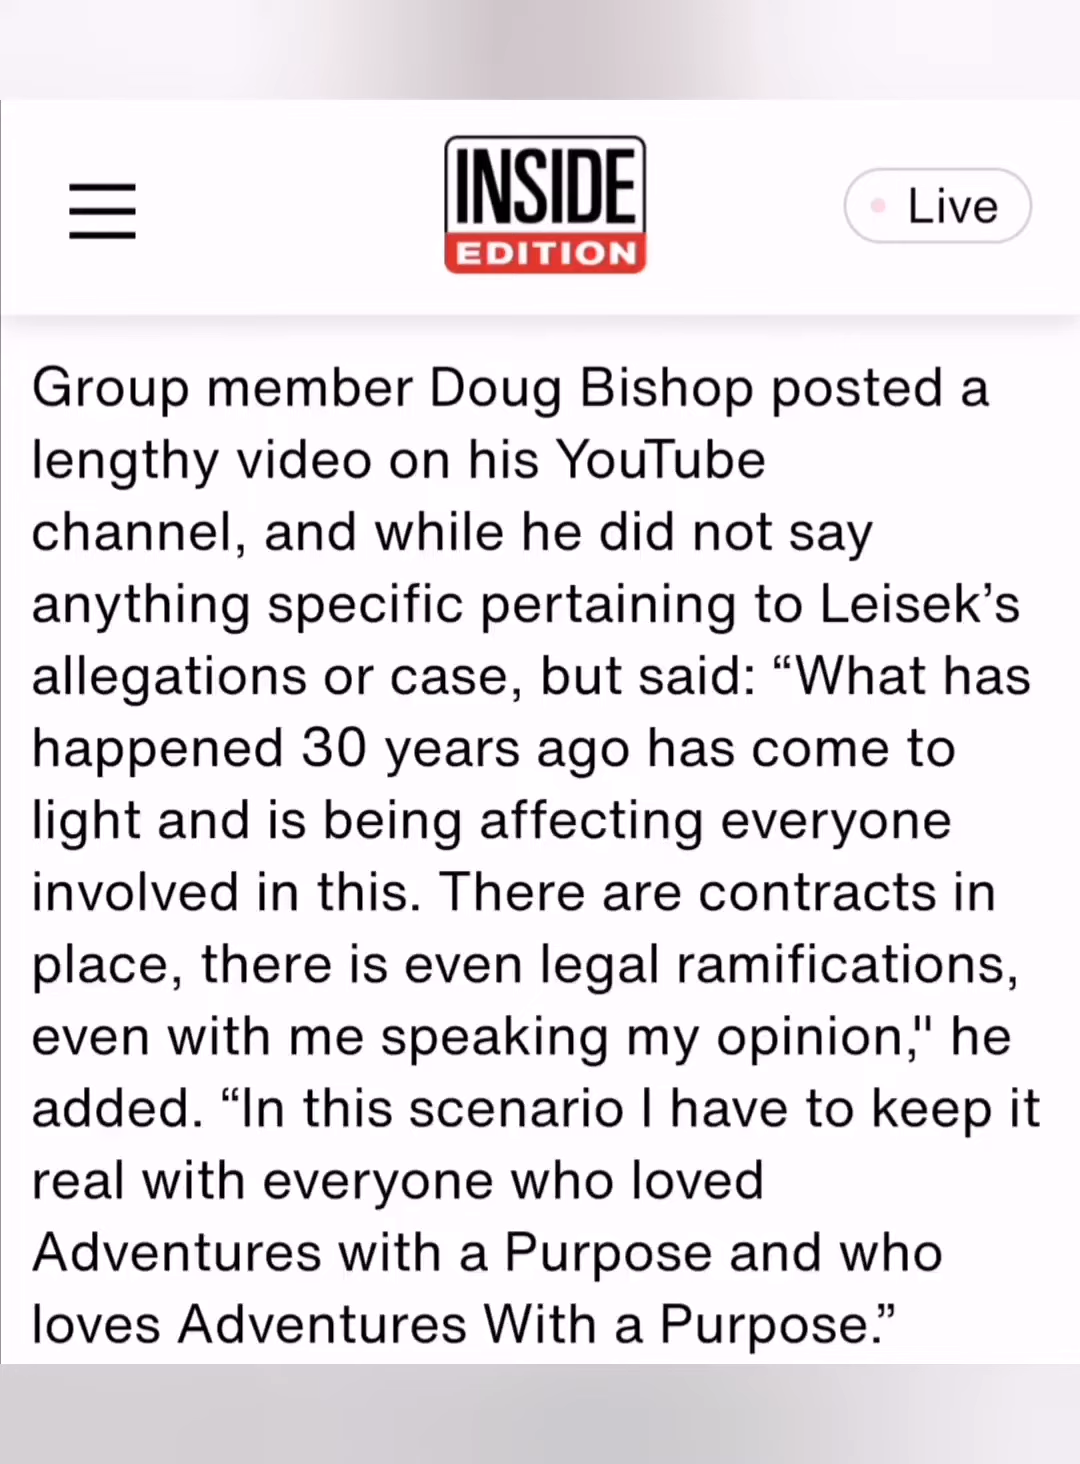 INSIDE
EDITION
Live
Group member Doug Bishop posted a
lengthy video on his YouTube
channel, and while he did not say
anything specific pertaining to Leisek’s
allegations or case, but said: “What has
happened 30 years ago has come to
light and is being affecting everyone
involved in this. There are contracts in
place, there is even legal ramifications,
even with me speaking my opinion," he
added. “In this scenario I have to keep it
real with everyone who loved
Adventures with a Purpose and who
loves Adventures With a Purpose.”